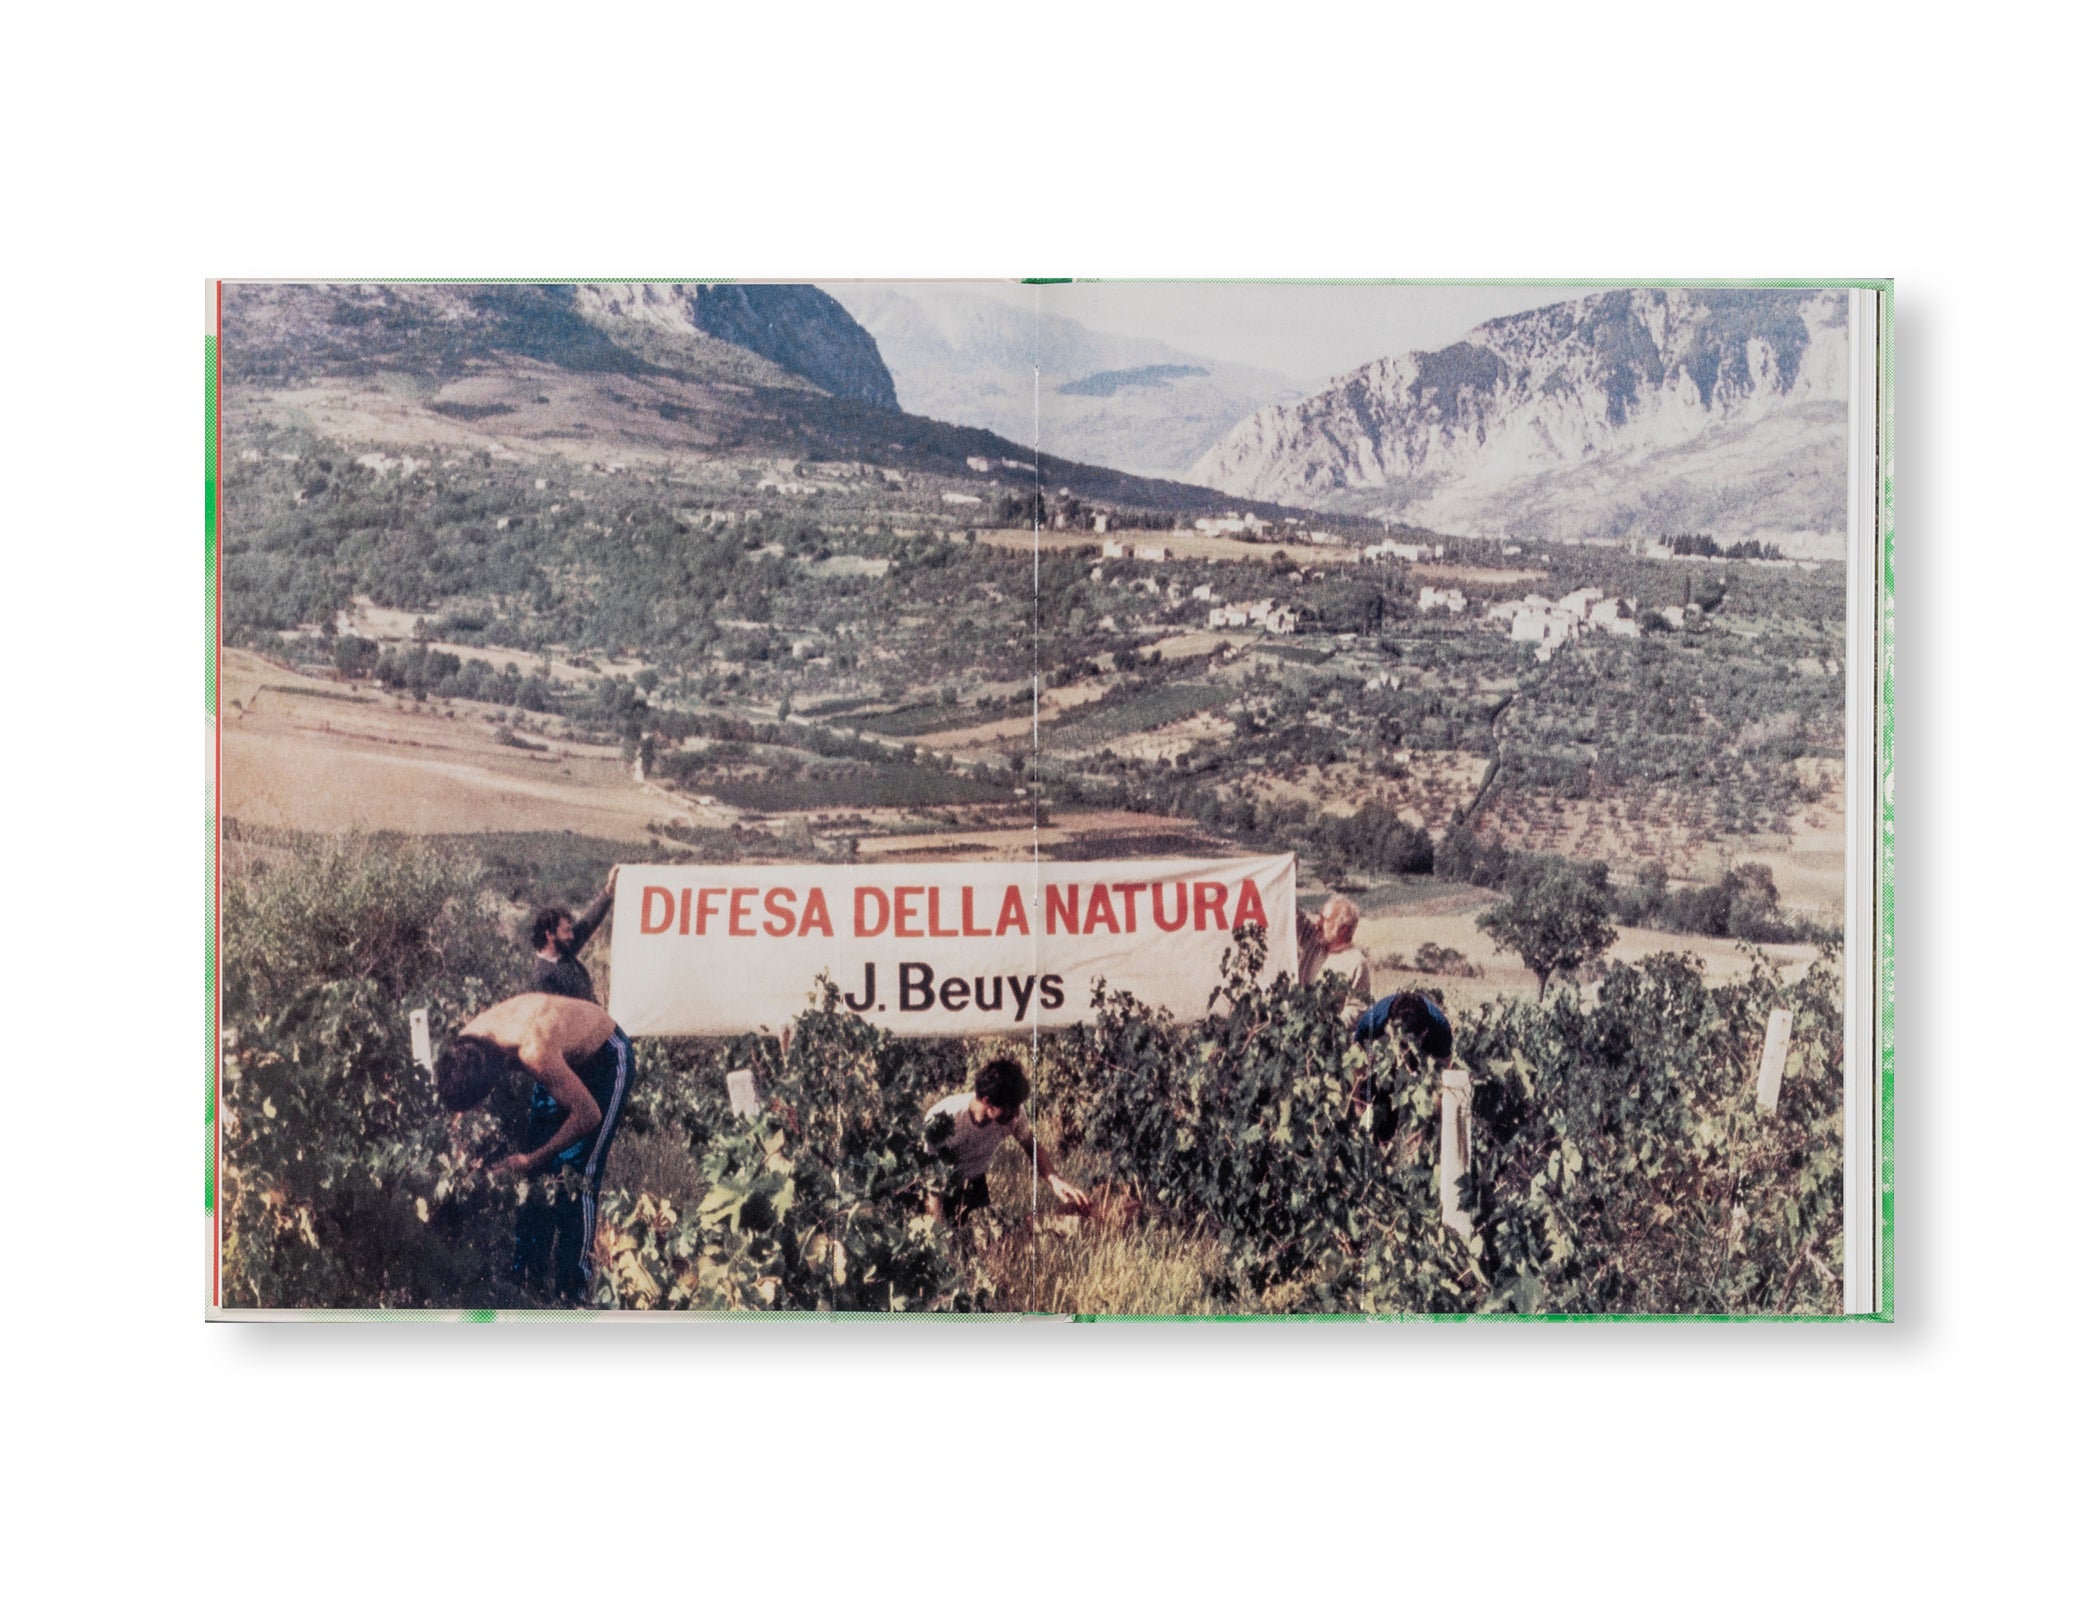 DIFESA DELLA NATURA
J. Beuys